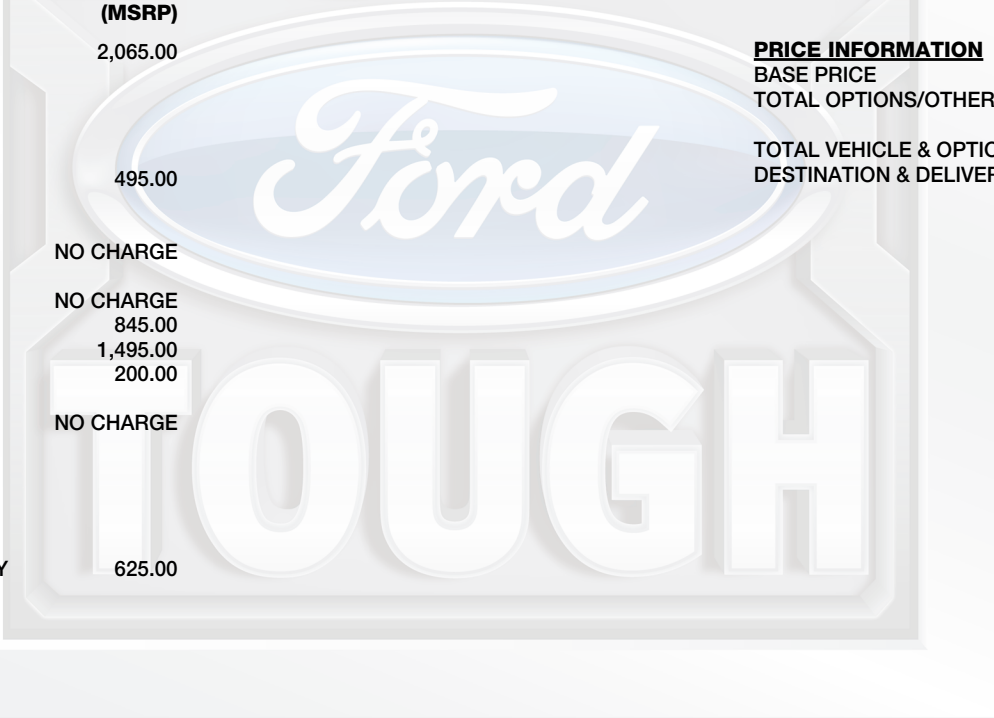 (MSRP)
2,065.00
495.00
NO CHARGE
NO CHARGE
845.00
1,495.00
200.00
NO CHARGE
Y 625.00
PRICE INFORMATION
BASE PRICE
TOTAL OPTIONS/OTHER
TOTAL VEHICLE & OPTIO
DESTINATION & DELIVER
Ford
TOUGH